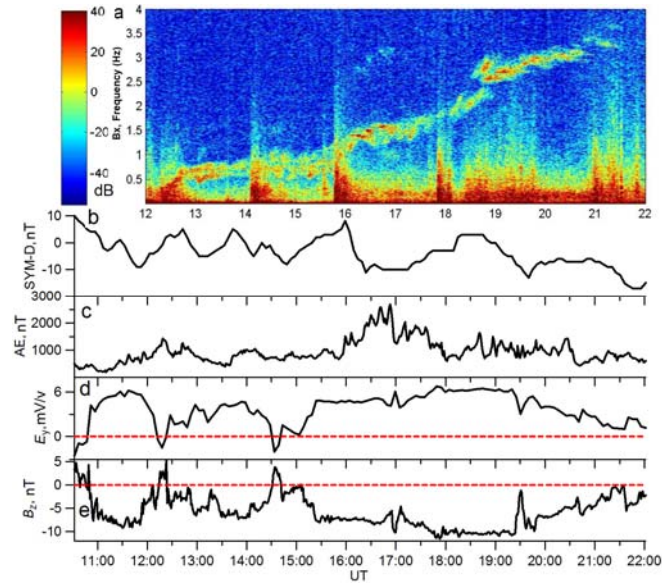 a
40
20
0
-20
-40
dB
Bx, Frequency (Hz)
4
3.5
3
2.5
2
1.5
1
0.5
12 13 14 15 16 17 18 19 20 21 22
b
SYM-D, nT
10
0
-10
3000
c
AE, nT
2000
1000
d
Ey, mV/v
6
0
5
e
Bz, nT
0
-5
-10
11:00 12:00 13:00 14:00 15:00 16:00 17:00 18:00 19:00 20:00 21:00 22:00
UT